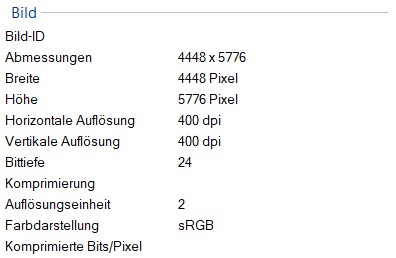 Bild
Bild-ID
Abmessungen 4448 x 5776
Breite 4448 Pixel
Höhe 5776 Pixel
Horizontale Auflösung 400 dpi
Vertikale Auflösung 400 dpi
Bittiefe 24
Komprimierung
Auflösungseinheit 2
Farbdarstellung sRGB
Komprimierte Bits/Pixel